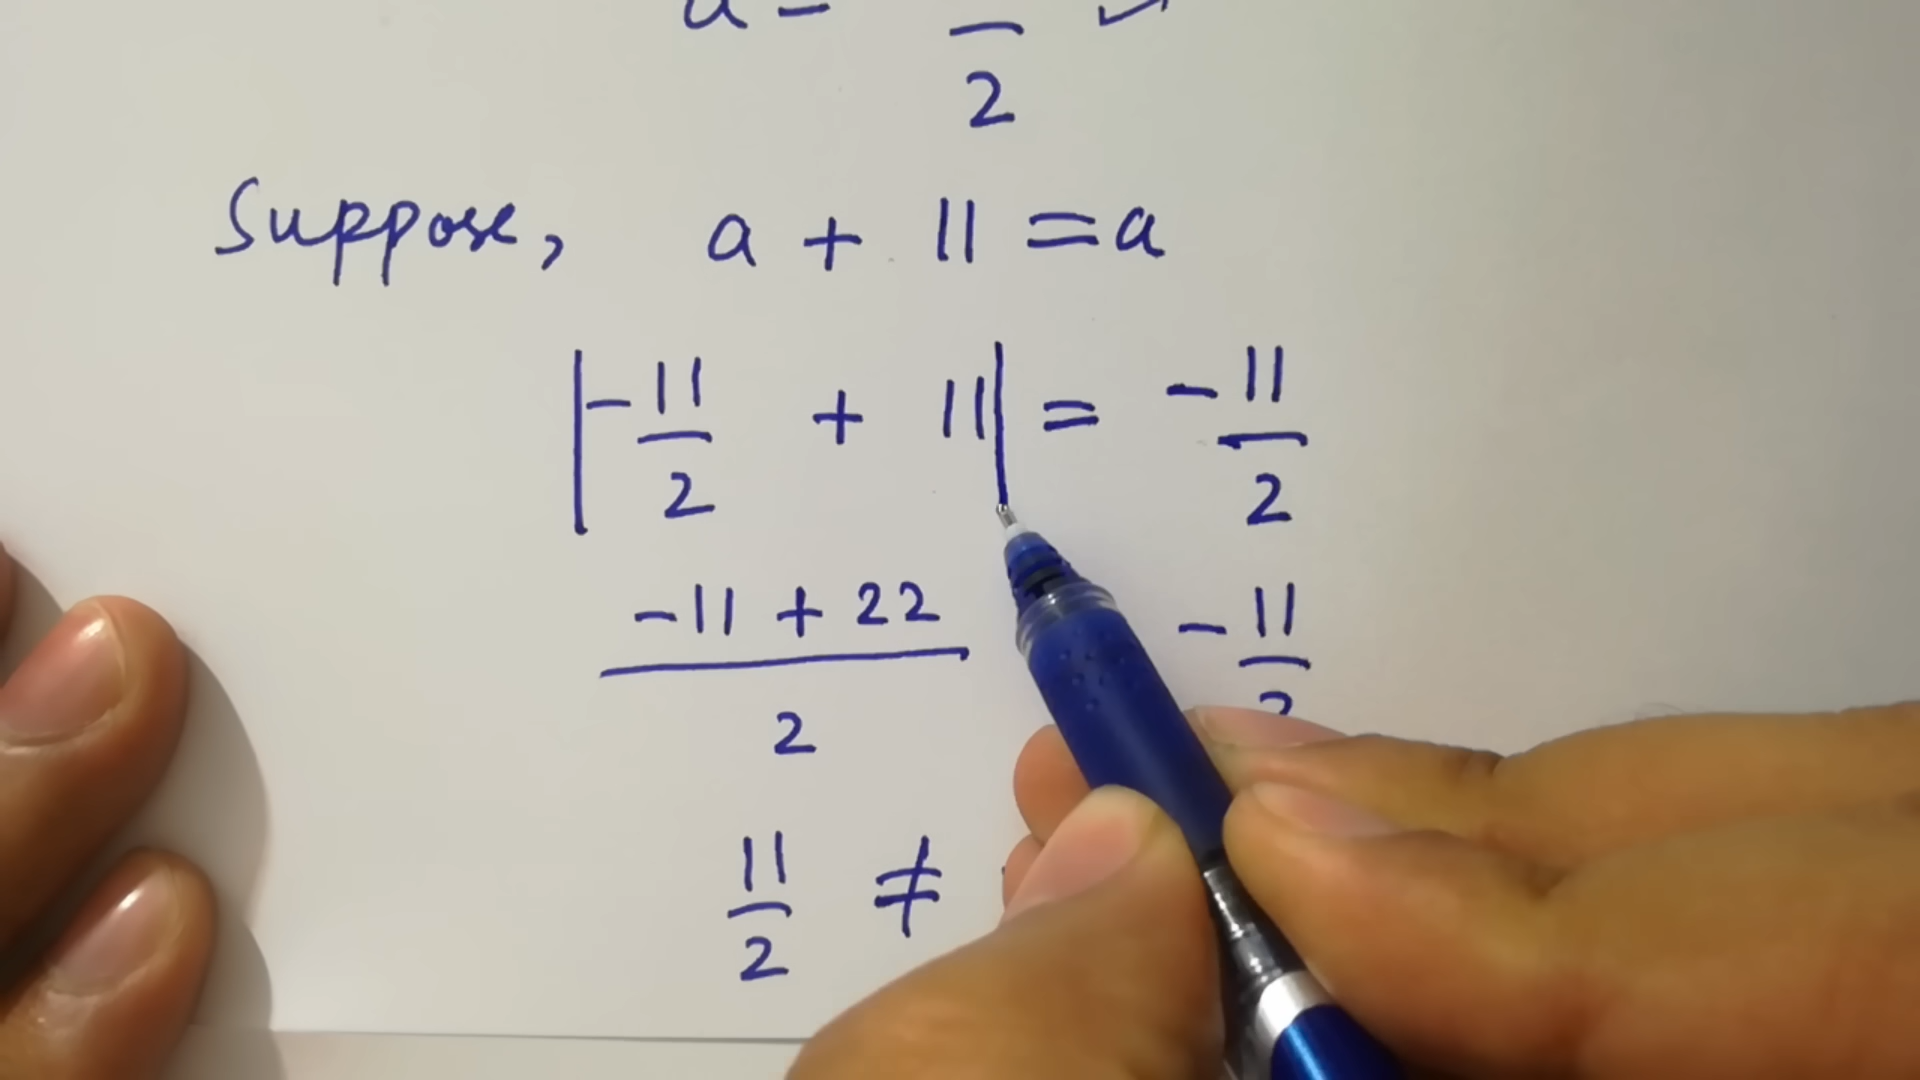 a = — ✓
2
Suppose, a + 11 = a
|-11/2 + 11| = -11/2
(-11 + 22)/2 -11/2
11/2 ≠